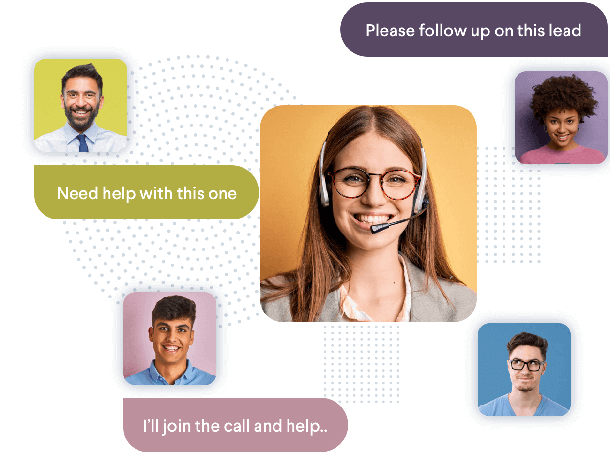 Please follow up on this lead
Need help with this one
I'll join the call and help..